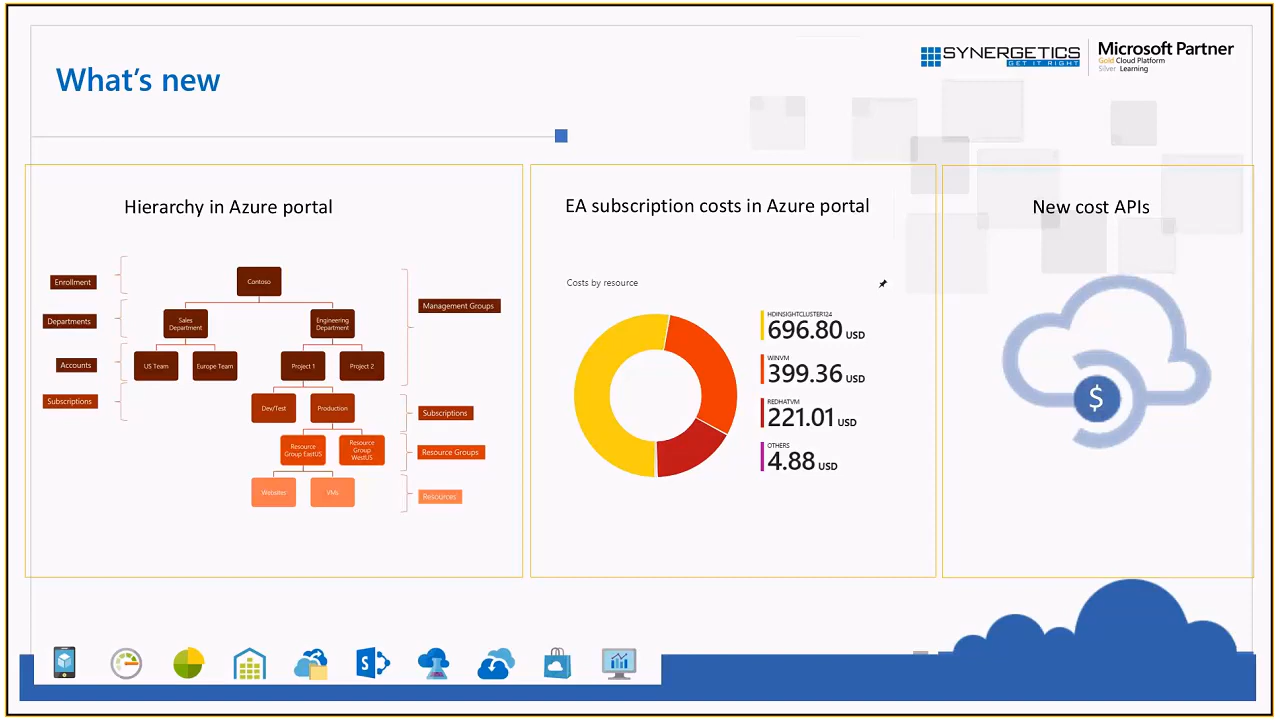 What's new
SYNERGETICS
GET IT RIGHT
Microsoft Partner
Gold Cloud Platform
Silver Learning
Hierarchy in Azure portal
Enrollment
Departments
Accounts
Subscriptions
Contoso
Sales
Department
Engineering
Department
US Team
Europe Team
Project 1
Project 2
Dev/Test
Production
Resource
Group EastUS
Resource
Group
WestUS
Websites
VMs
Management Groups
Subscriptions
Resource Groups
Resources
EA subscription costs in Azure portal
Costs by resource
HDINSIGHTCLUSTER124
696.80 USD
WINVM
399.36 USD
REDHATVM
221.01 USD
OTHERS
4.88 USD
New cost APIs
$
S